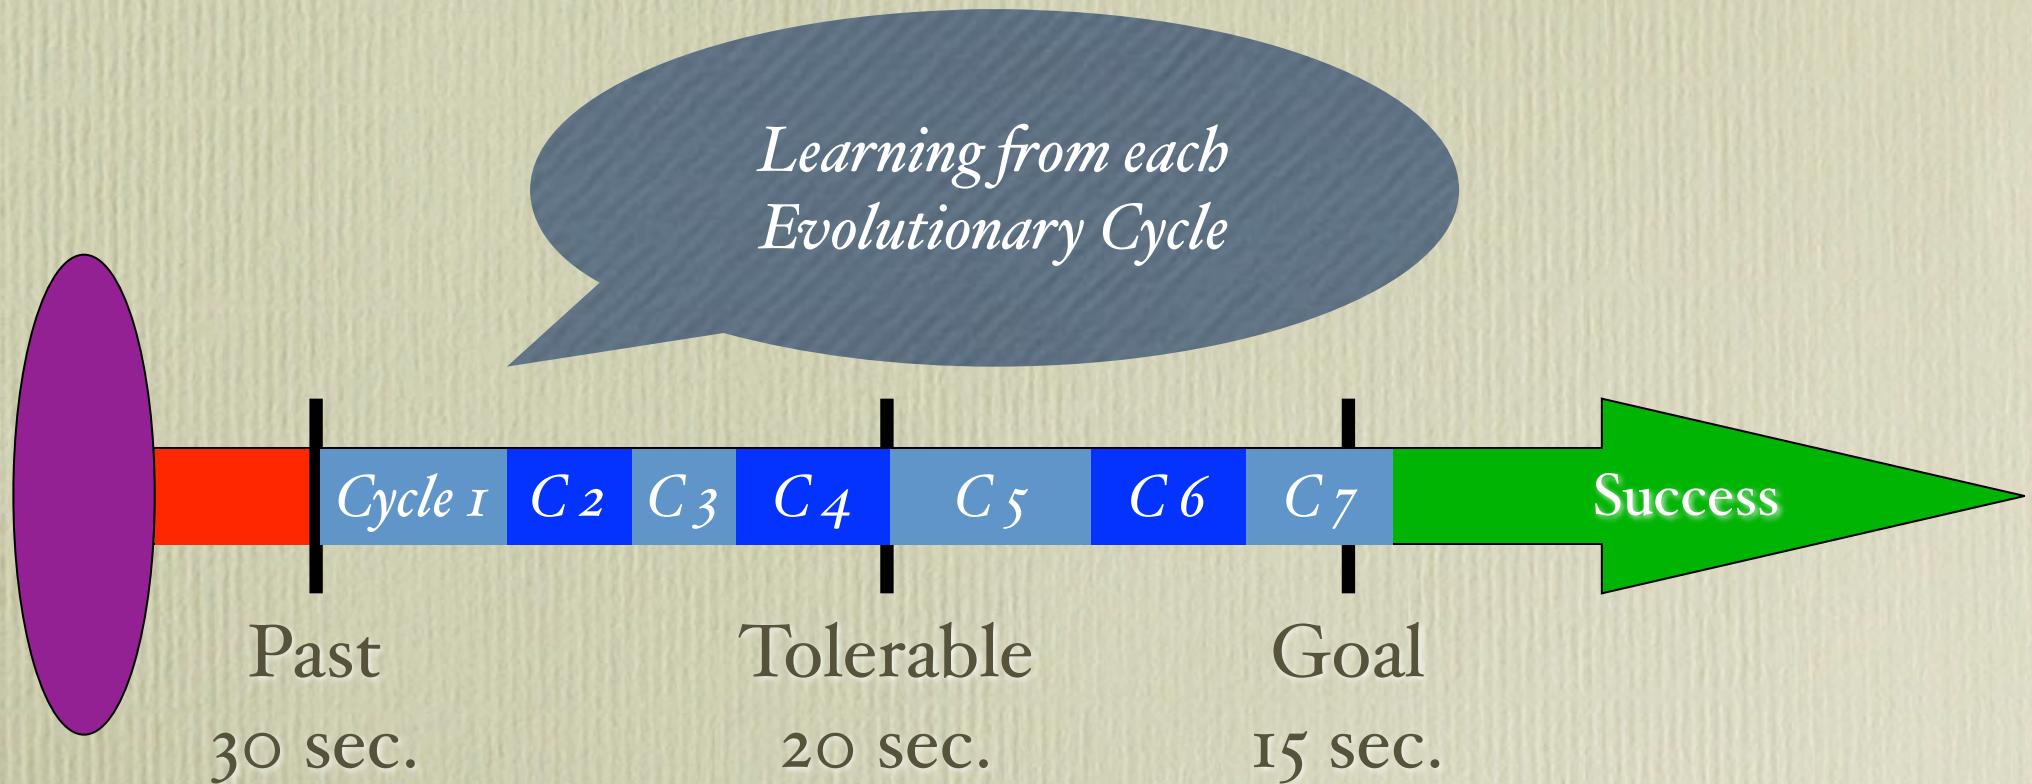 Learning from each
Evolutionary Cycle
Cycle 1 C 2 C 3 C 4 C 5 C 6 C 7 Success
Past Tolerable Goal
30 sec. 20 sec. 15 sec.